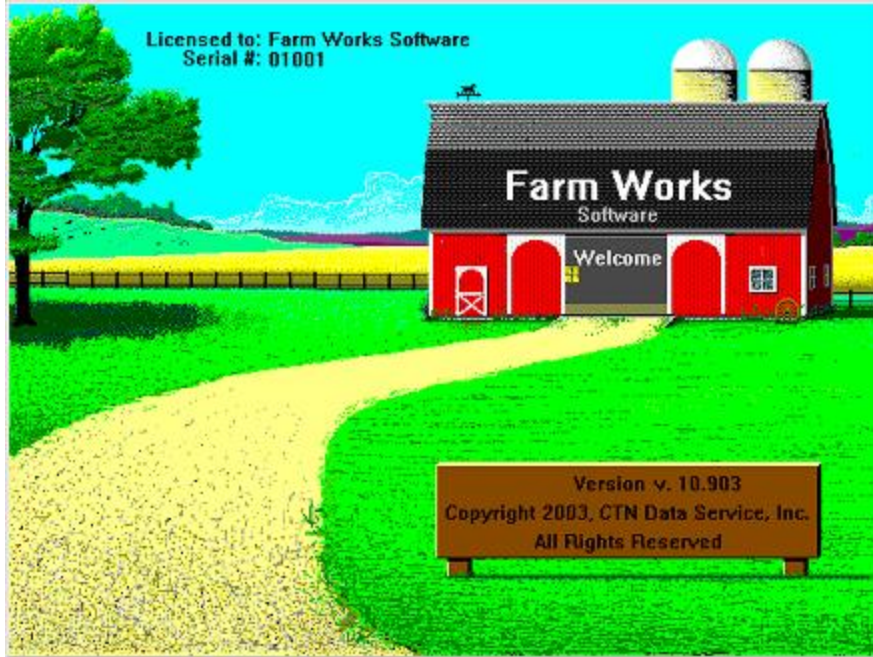 Licensed to: Farm Works Software
Serial #: 01001
Farm Works
Software
Welcome
Version v. 10.903
Copyright 2003, CTN Data Service, Inc.
All Rights Reserved